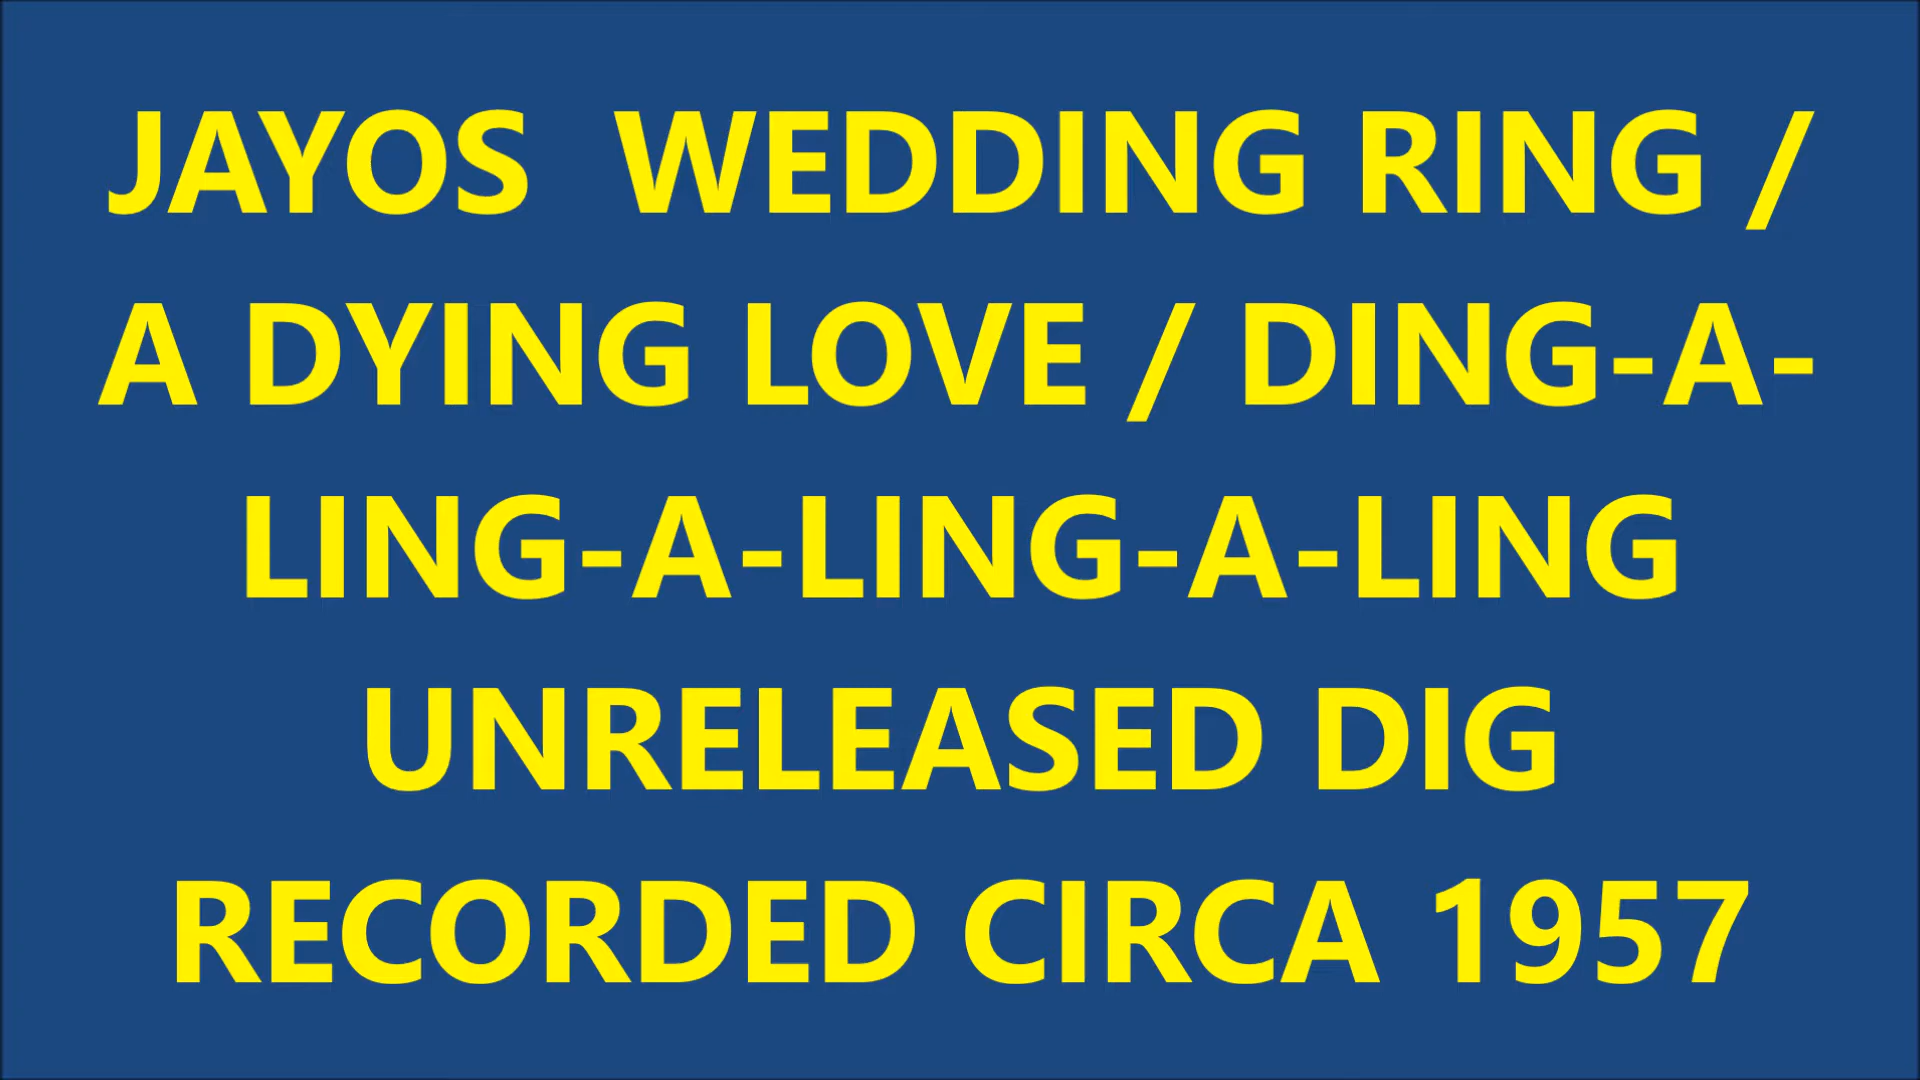 JAYOS  WEDDING RING /
A DYING LOVE / DING-A-
LING-A-LING-A-LING
UNRELEASED DIG
RECORDED CIRCA 1957